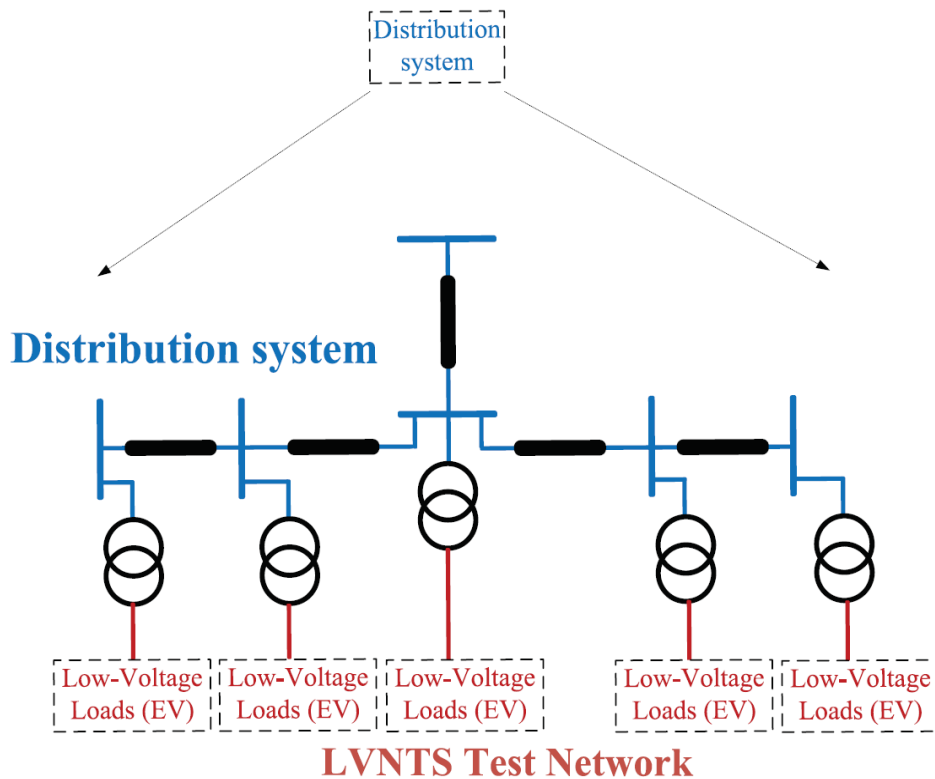 Distribution
system
Distribution system
Low-Voltage
Loads (EV)
Low-Voltage
Loads (EV)
Low-Voltage
Loads (EV)
Low-Voltage
Loads (EV)
Low-Voltage
Loads (EV)
LVNTS Test Network